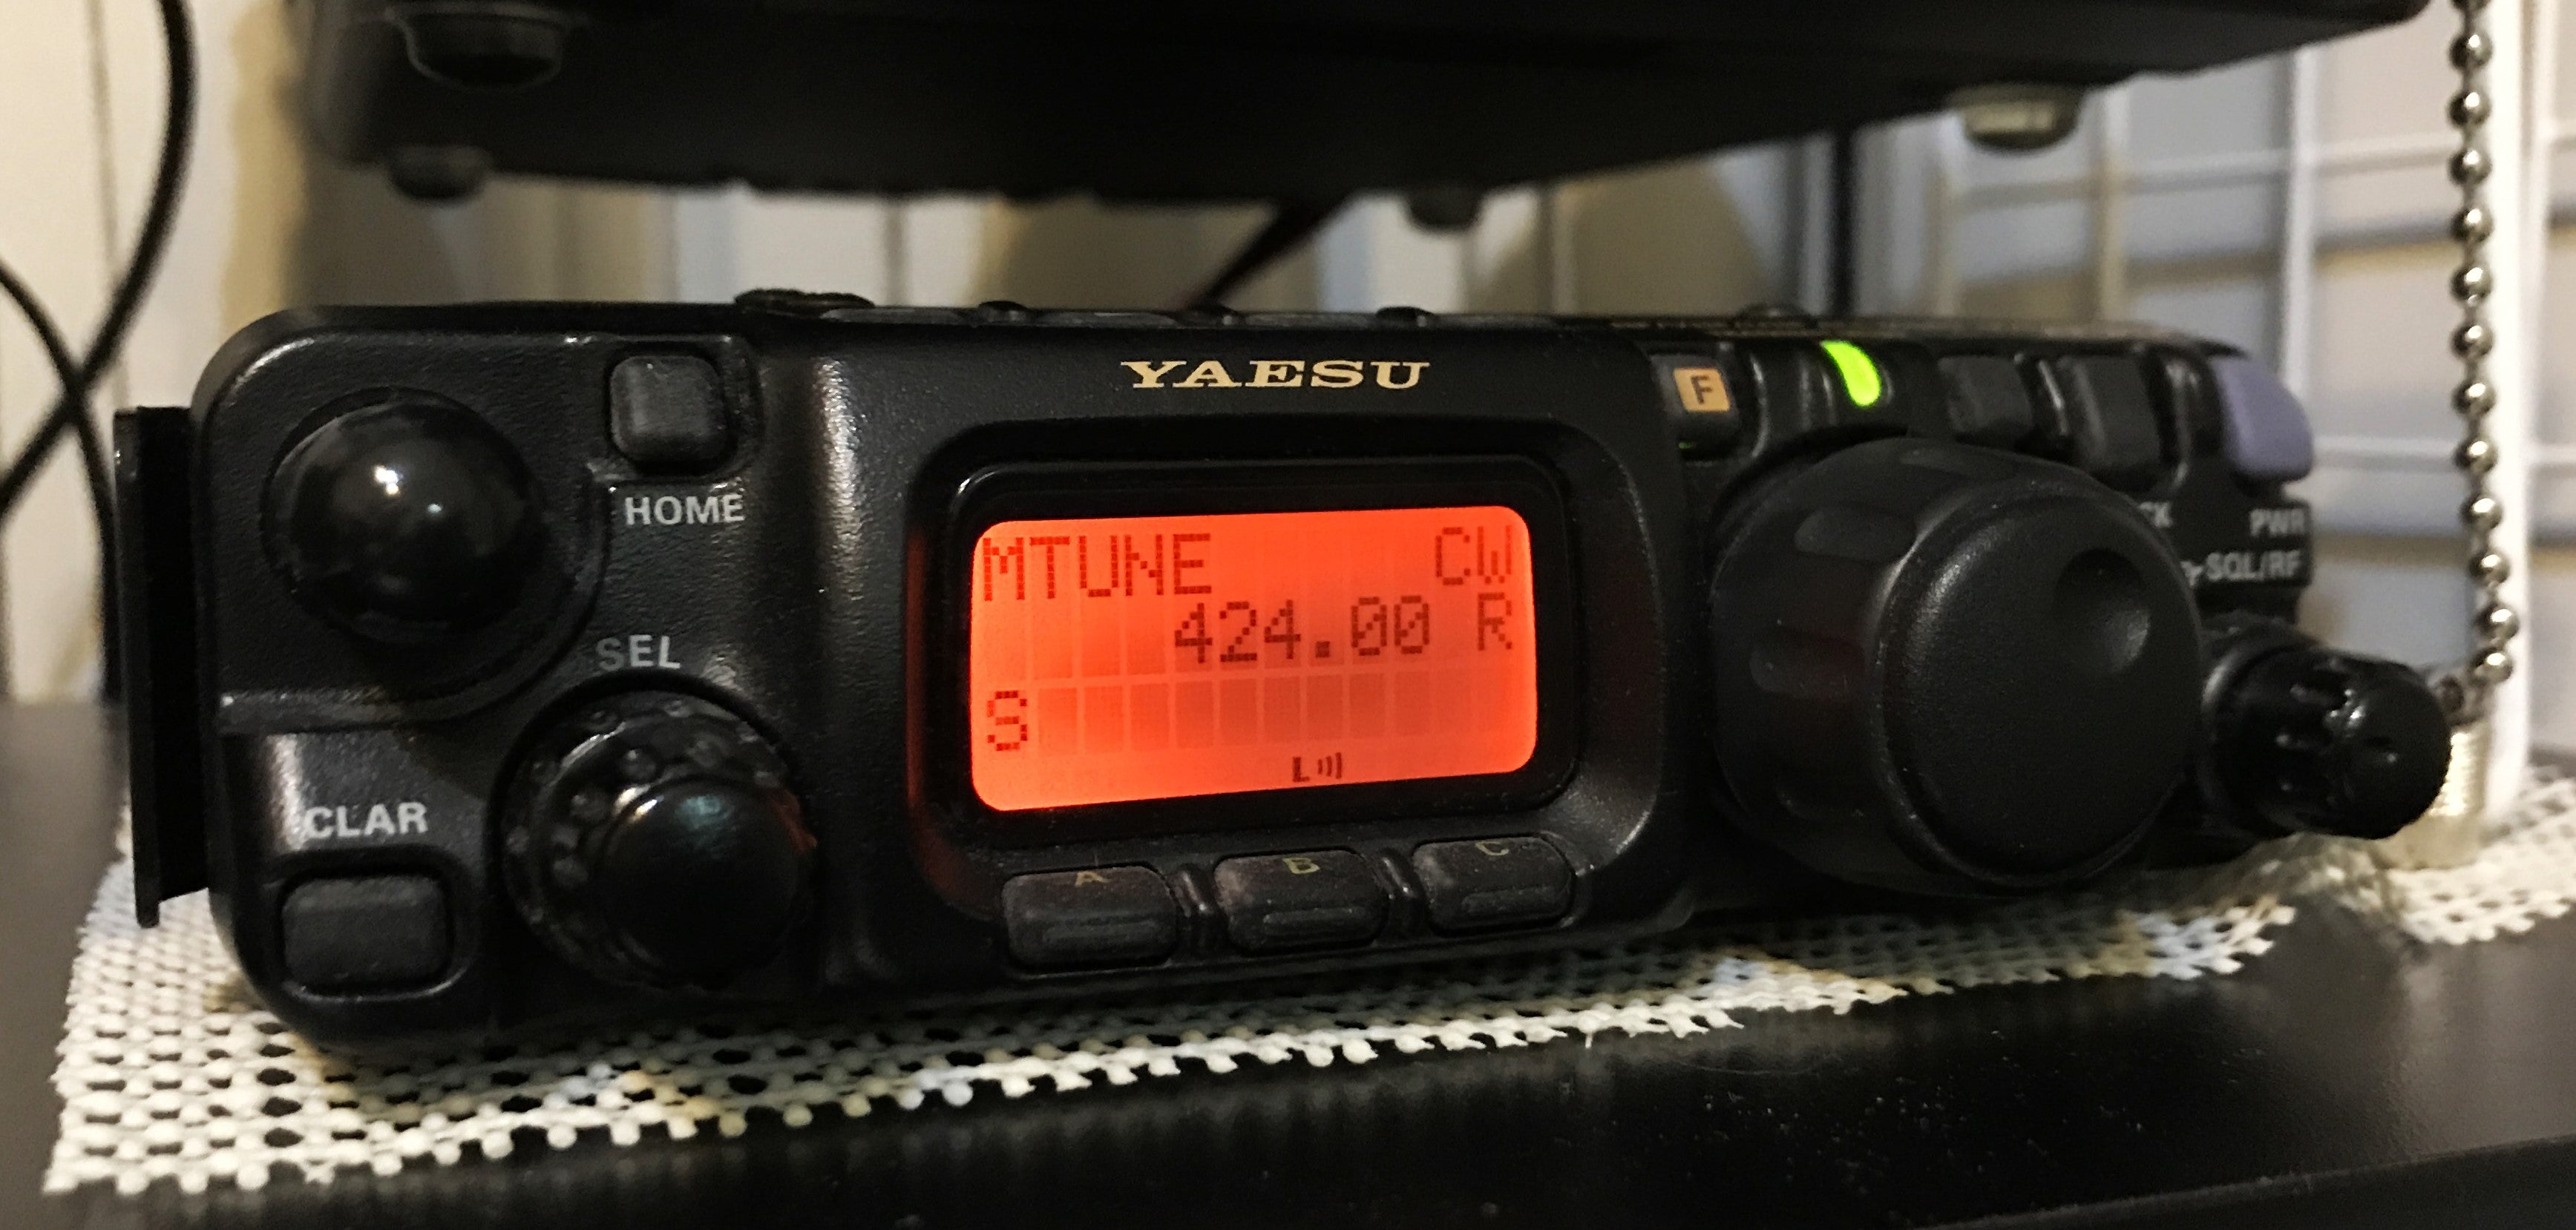 YAESU
F
HOME
MTUNE CW
424.00 R
S
L
SEL
CLAR
PWR
SQL/RF
A B C